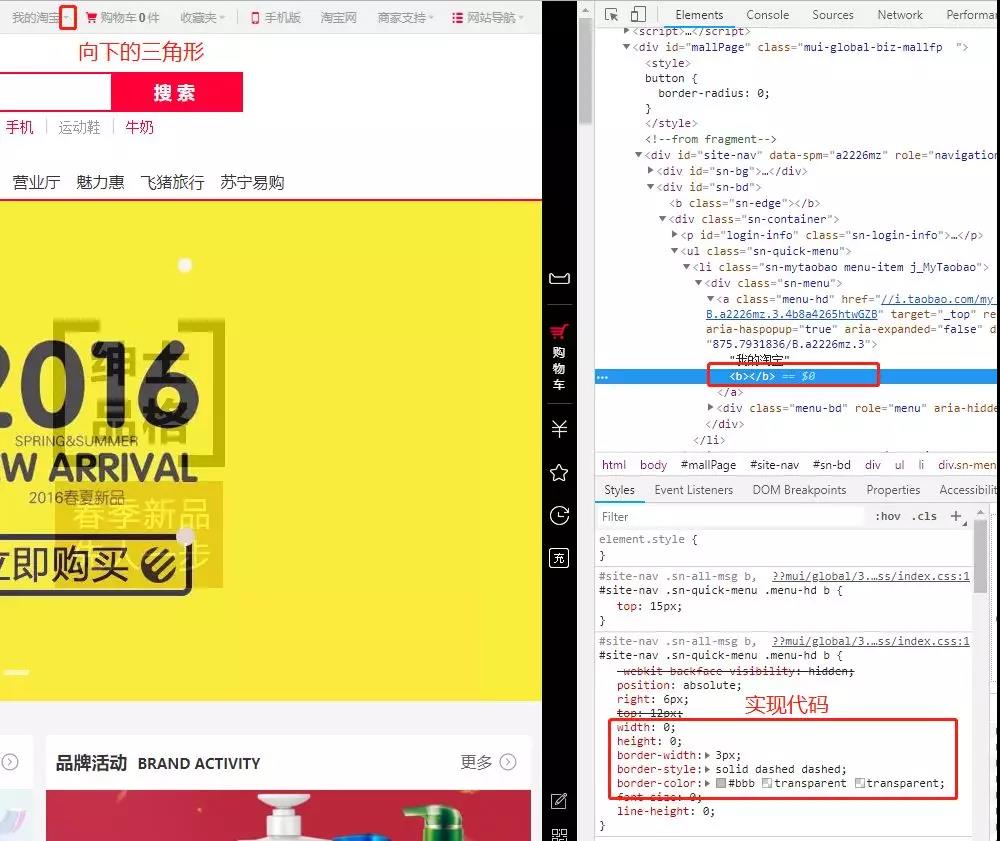 我的淘宝
购物车0件
收藏夹
手机版
淘宝网
商家支持
网站导航
向下的三角形
搜索
手机
运动鞋
牛奶
营业厅
魅力惠
飞猪旅行
苏宁易购
绅士
品格
2016
SPRING&SUMMER
W ARRIVAL
2016春夏新品
春季新品
立即购买
购物车
充
品牌活动 BRAND ACTIVITY
更多
Elements
Console
Sources
Network
Performa
<script>…</script>
<div id="mallPage" class="mui-global-biz-mallfp  ">
<style>
button {
border-radius: 0;
}
</style>
<!--from fragment-->
<div id="site-nav" data-spm="a2226mz" role="navigation
<div id="sn-bg">…</div>
<div id="sn-bd">
<b class="sn-edge"></b>
<div class="sn-container">
<p id="login-info" class="sn-login-info">…</p>
<ul class="sn-quick-menu">
<li class="sn-mytaobao menu-item j_MyTaobao">
<div class="sn-menu">
<a class="menu-hd" href="//i.taobao.com/my_
B.a2226mz.3.4b8a4265htwGZB" target="_top" re
aria-haspopup="true" aria-expanded="false" d
"875.7931836/B.a2226mz.3">
"我的淘宝"
… <b></b> == $0
</a>
<div class="menu-bd" role="menu" aria-hidde
</div>
</li>
html body #mallPage #site-nav #sn-bd div ul li div.sn-men
Styles
Event Listeners
DOM Breakpoints
Properties
Accessibilit
Filter
:hov .cls +
element.style {
}
#site-nav .sn-all-msg b, ??mui/global/3.…ss/index.css:1
#site-nav .sn-quick-menu .menu-hd b {
top: 15px;
}
#site-nav .sn-all-msg b, ??mui/global/3.…ss/index.css:1
#site-nav .sn-quick-menu .menu-hd b {
-webkit-backface-visibility: hidden;
position: absolute;
right: 6px;
实现代码
top: 12px;
width: 0;
height: 0;
border-width: 3px;
border-style: solid dashed dashed;
border-color: #bbb transparent transparent;
font-size: 0;
line-height: 0;
}